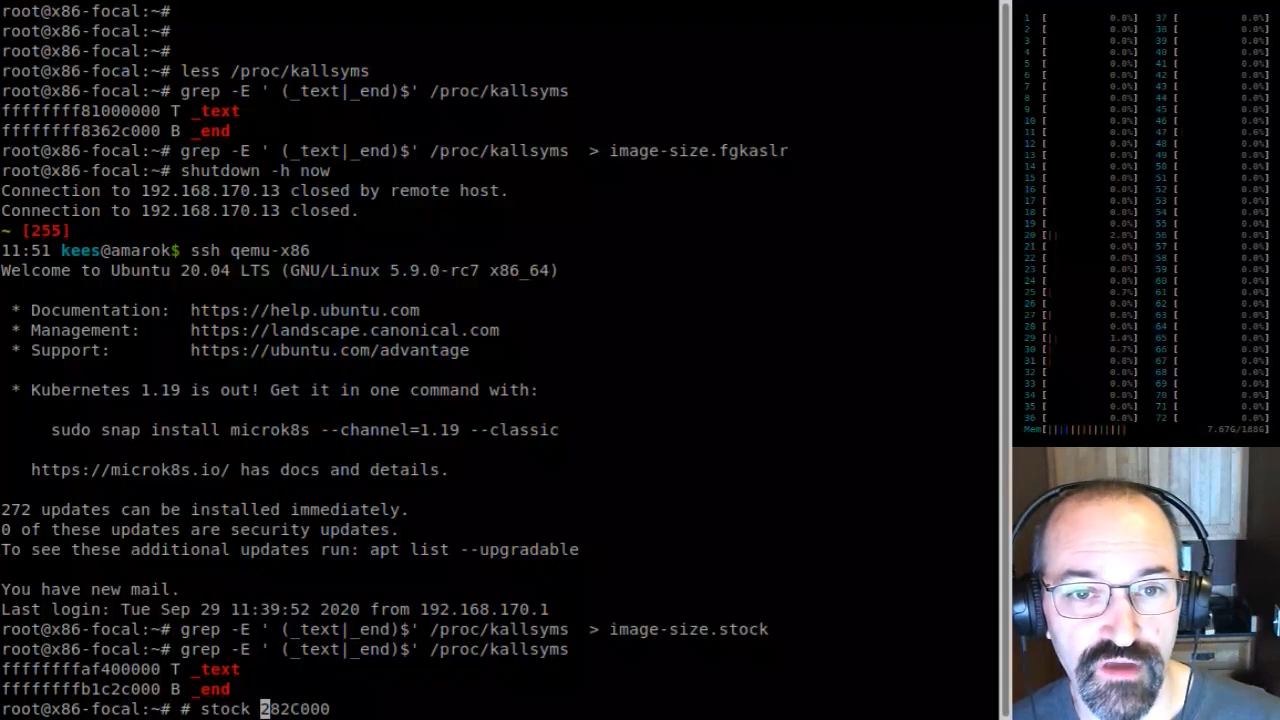 root@x86-focal:~#
root@x86-focal:~#
root@x86-focal:~#
root@x86-focal:~# less /proc/kallsyms
root@x86-focal:~# grep -E ' (_text|_end)$' /proc/kallsyms
ffffffff81000000 T _text
ffffffff8362c000 B _end
root@x86-focal:~# grep -E ' (_text|_end)$' /proc/kallsyms  > image-size.fgkaslr
root@x86-focal:~# shutdown -h now
Connection to 192.168.170.13 closed by remote host.
Connection to 192.168.170.13 closed.
~ [255]
11:51 kees@amarok$ ssh qemu-x86
Welcome to Ubuntu 20.04 LTS (GNU/Linux 5.9.0-rc7 x86_64)
 * Documentation:  https://help.ubuntu.com
 * Management:     https://landscape.canonical.com
 * Support:        https://ubuntu.com/advantage
 * Kubernetes 1.19 is out! Get it in one command with:
     sudo snap install microk8s --channel=1.19 --classic
   https://microk8s.io/ has docs and details.
272 updates can be installed immediately.
0 of these updates are security updates.
To see these additional updates run: apt list --upgradable
You have new mail.
Last login: Tue Sep 29 11:39:52 2020 from 192.168.170.1
root@x86-focal:~# grep -E ' (_text|_end)$' /proc/kallsyms  > image-size.stock
root@x86-focal:~# grep -E ' (_text|_end)$' /proc/kallsyms
ffffffffaf400000 T _text
ffffffffb1c2c000 B _end
root@x86-focal:~# # stock 282C000
Mem[ 7.67G/188G]